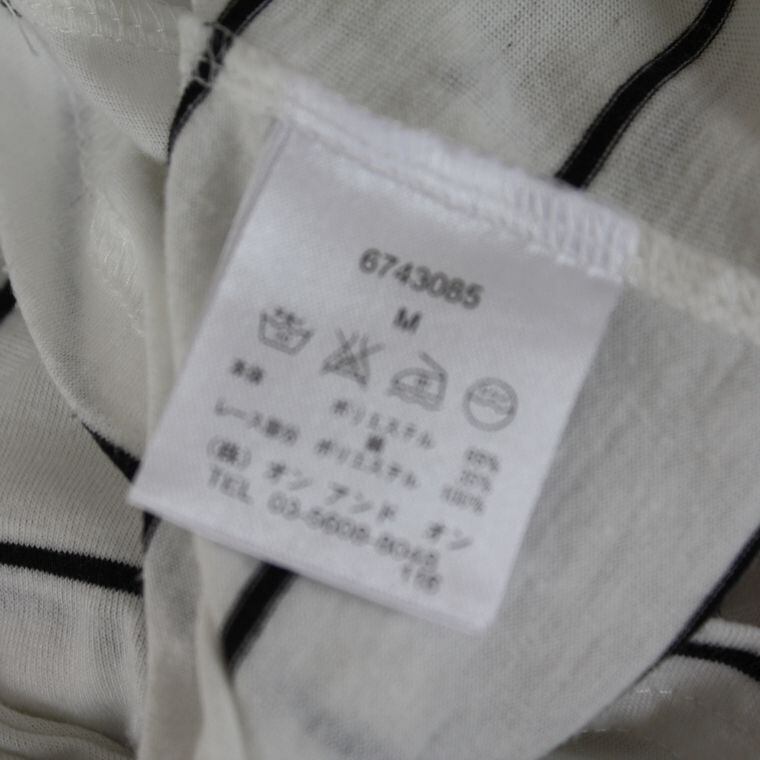 6743085
M
本体 ポリエステル
綿
レース部分 ポリエステル 100%
(株) オン アンド オン
TEL 03-5608-8045